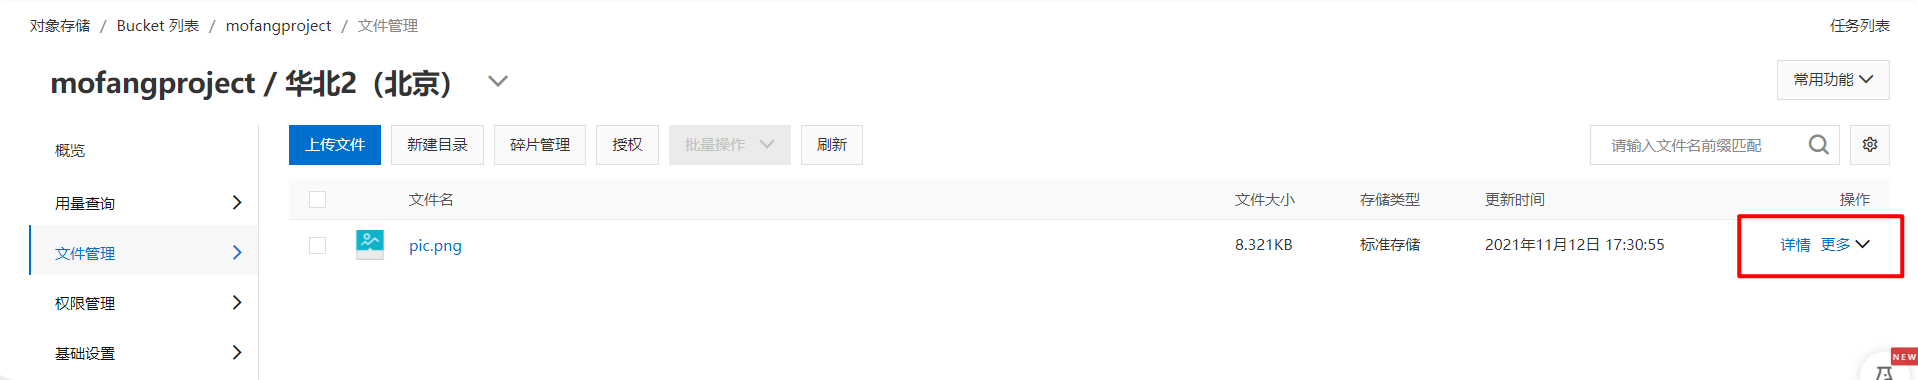 对象存储 / Bucket 列表 / mofangproject / 文件管理 任务列表
mofangproject / 华北2（北京） 常用功能
概览
用量查询
文件管理
权限管理
基础设置
上传文件 新建目录 碎片管理 授权 批量操作 刷新 请输入文件名前缀匹配
文件名 文件大小 存储类型 更新时间 操作
pic.png 8.321KB 标准存储 2021年11月12日 17:30:55 详情 更多
NEW